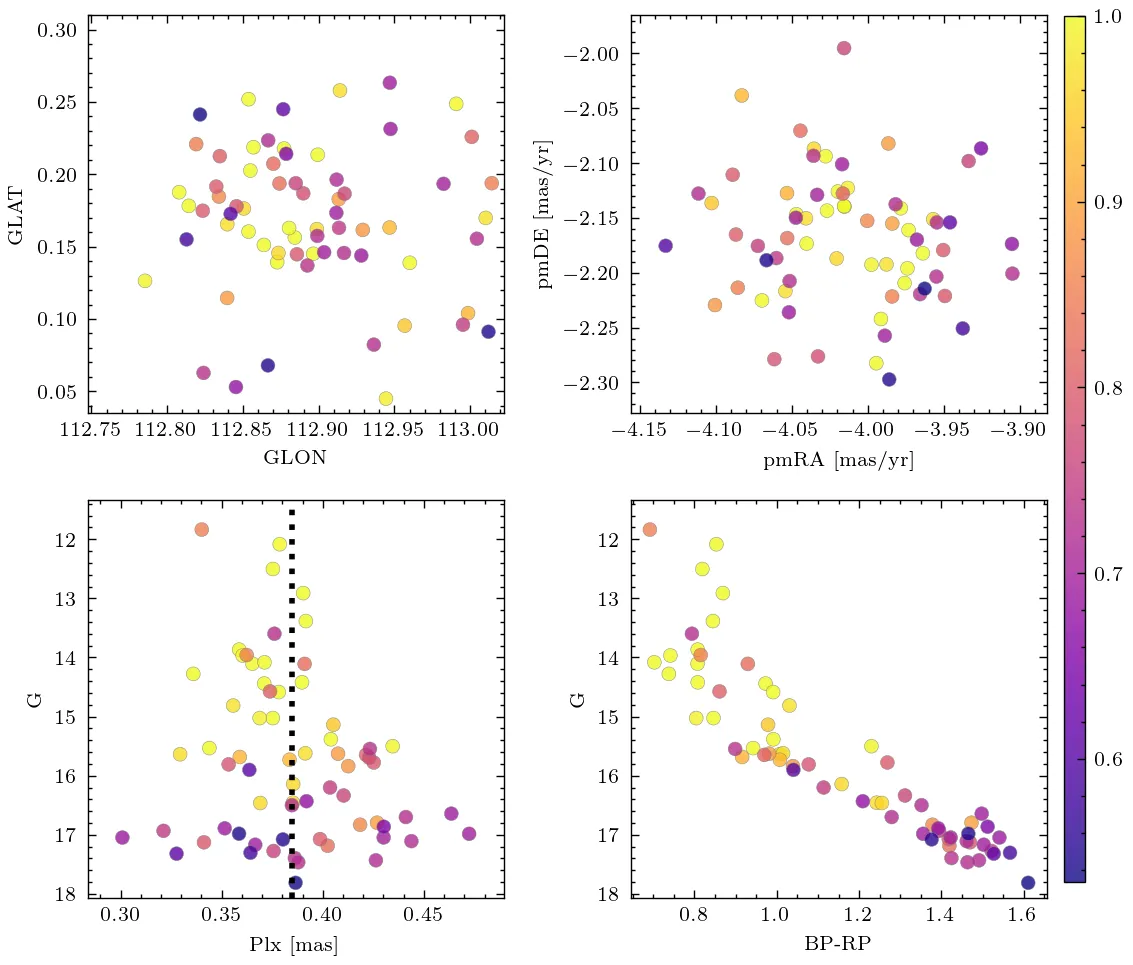 0.30
0.25
0.20
0.15
0.10
0.05
GLAT
112.75 112.80 112.85 112.90 112.95 113.00
GLON
−2.00
−2.05
−2.10
−2.15
−2.20
−2.25
−2.30
pmDE [mas/yr]
−4.15 −4.10 −4.05 −4.00 −3.95 −3.90
pmRA [mas/yr]
1.0
0.9
0.8
0.7
0.6
12
13
14
15
16
17
18
G
0.30 0.35 0.40 0.45
Plx [mas]
12
13
14
15
16
17
18
G
0.8 1.0 1.2 1.4 1.6
BP-RP